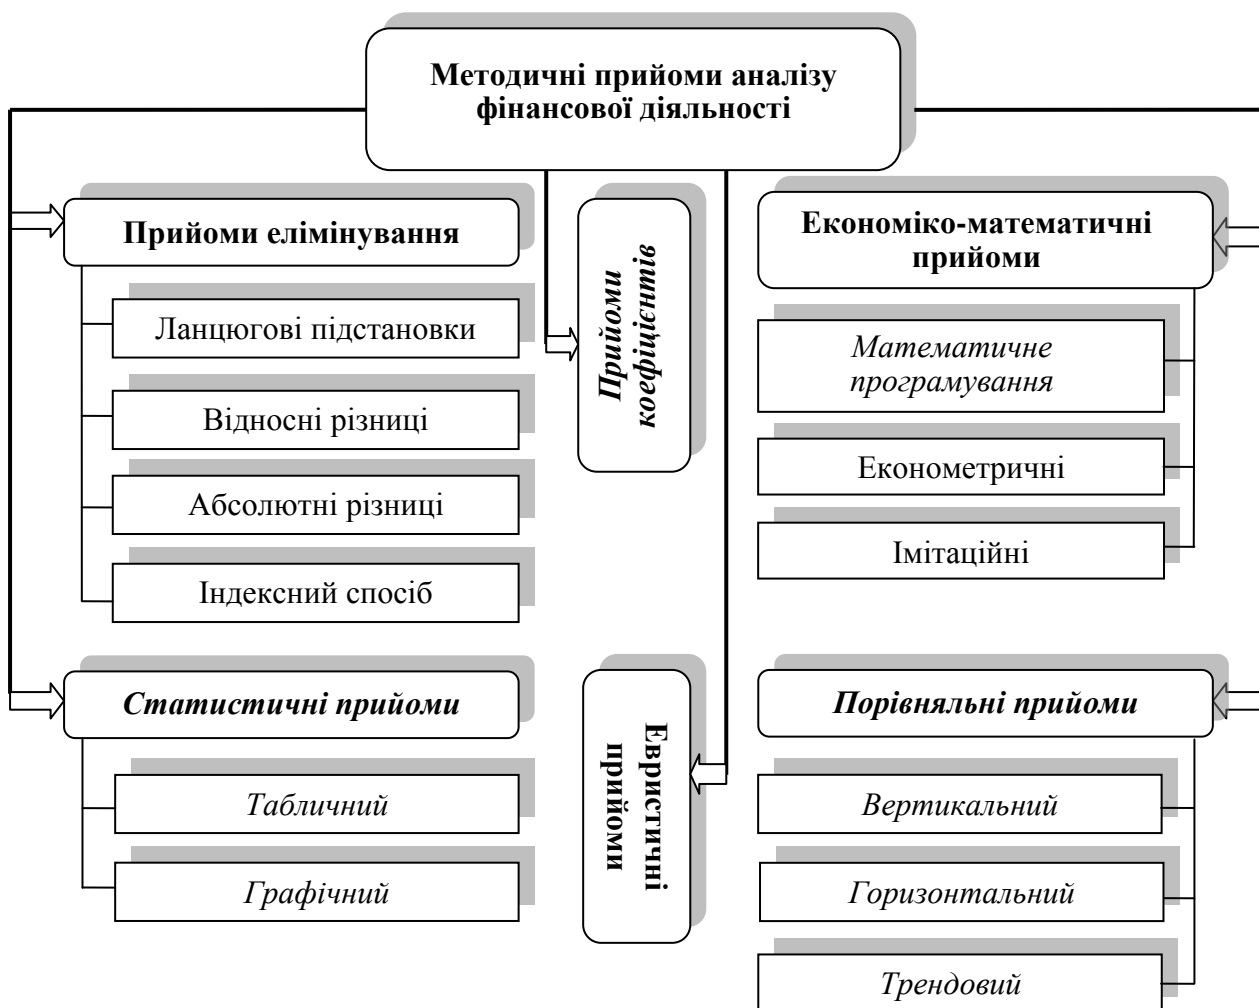 Методичні прийоми аналізу
фінансової діяльності
Прийоми елімінування
Ланцюгові підстановки
Відносні різниці
Абсолютні різниці
Індексний спосіб
Прийоми
коефіцієнтів
Економіко-математичні
прийоми
Математичне
програмування
Економетричні
Імітаційні
Статистичні прийоми
Табличний
Графічний
Евристичні
прийоми
Порівняльні прийоми
Вертикальний
Горизонтальний
Трендовий